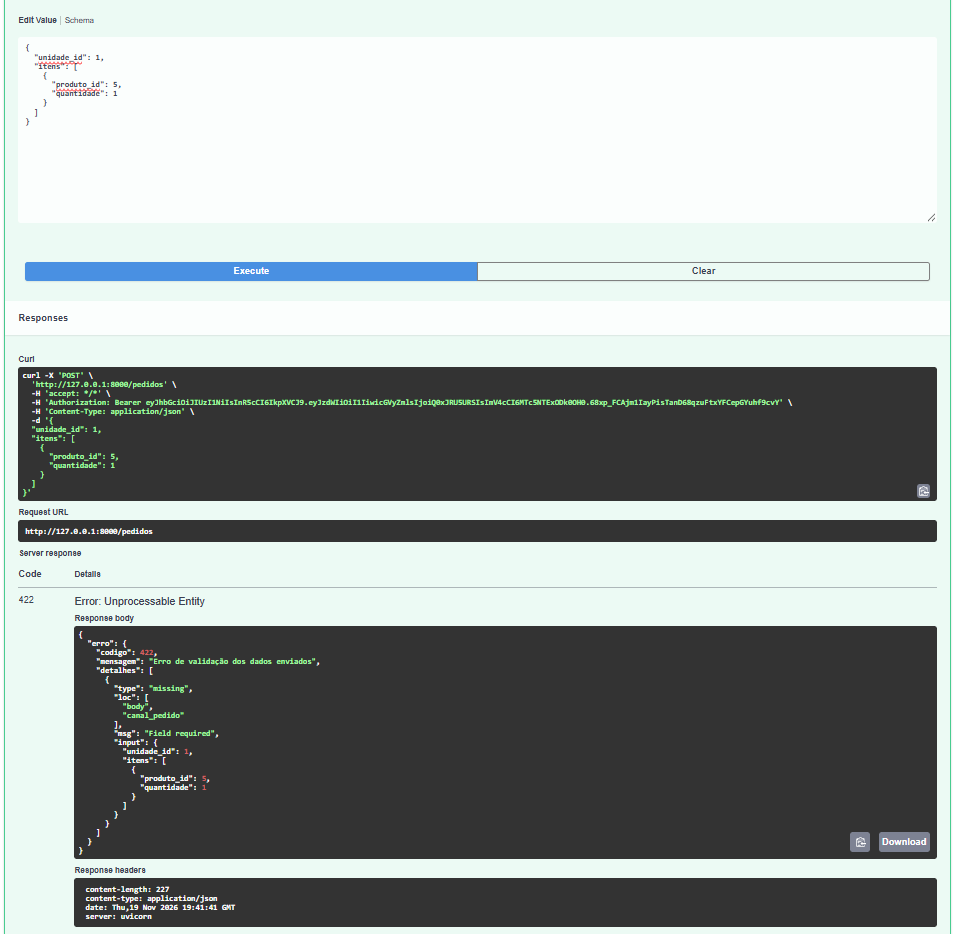 Edit Value | Schema
{
  "unidade_id": 1,
  "itens": [
    {
      "produto_id": 5,
      "quantidade": 1
    }
  ]
}
Execute
Clear
Responses
Curl
curl -X 'POST' \
  'http://127.0.0.1:8000/pedidos' \
  -H 'accept: */*' \
  -H 'Authorization: Bearer \
  -H 'Content-Type: application/json' \
  -d '{
  "unidade_id": 1,
  "itens": [
    {
      "produto_id": 5,
      "quantidade": 1
    }
  ]
}'
Request URL
http://127.0.0.1:8000/pedidos
Server response
Code
Details
422
Error: Unprocessable Entity
Response body
{
  "erro": {
    "codigo": 422,
    "mensagem": "Erro de validação dos dados enviados",
    "detalhes": [
      {
        "type": "missing",
        "loc": [
          "body",
          "canal_pedido"
        ],
        "msg": "Field required",
        "input": {
          "unidade_id": 1,
          "itens": [
            {
              "produto_id": 5,
              "quantidade": 1
            }
          ]
        }
      }
    ]
  }
}
Download
Response headers
content-length: 227
content-type: application/json
date: Thu,19 Nov 2026 19:41:41 GMT
server: uvicorn